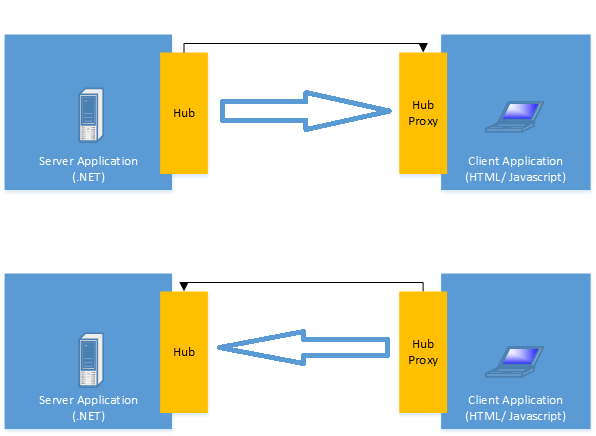 Hub
Hub
Proxy
Server Application
(.NET)
Client Application
(HTML/ Javascript)
Hub
Hub
Proxy
Server Application
(.NET)
Client Application
(HTML/ Javascript)